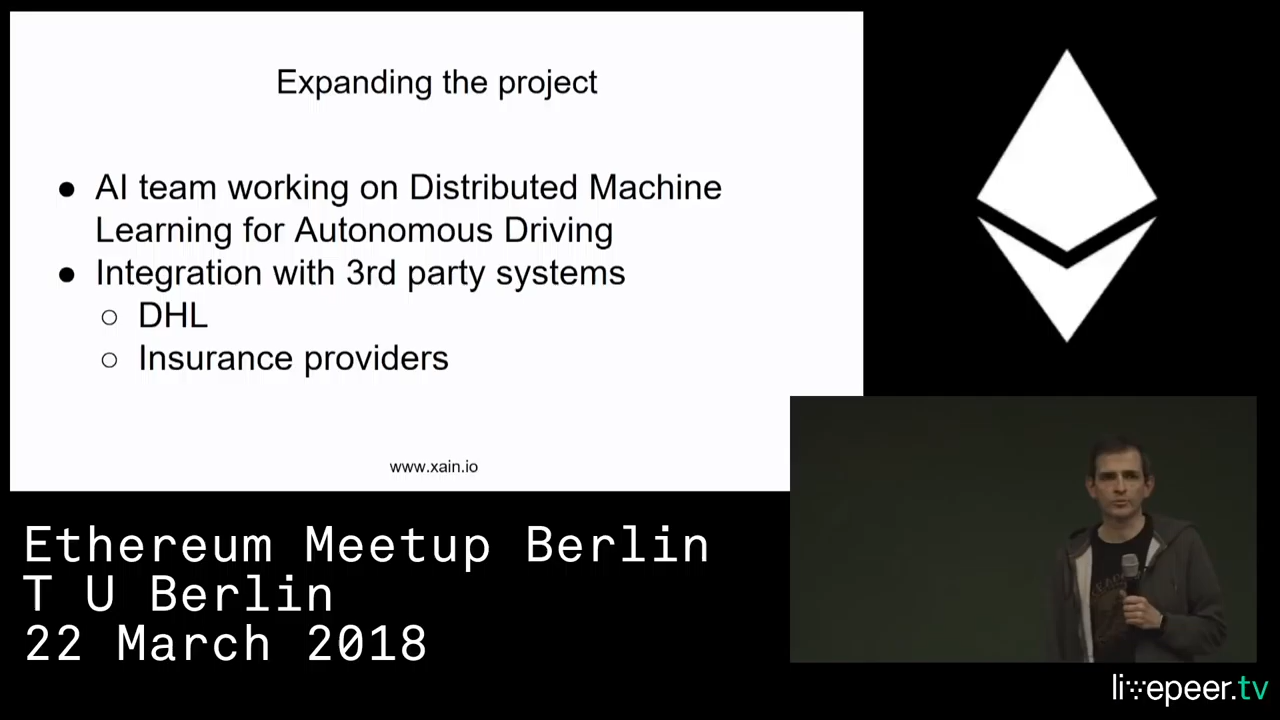 Expanding the project
● AI team working on Distributed Machine
Learning for Autonomous Driving
● Integration with 3rd party systems
○ DHL
○ Insurance providers
www.xain.io
Ethereum Meetup Berlin
T U Berlin
22 March 2018
livepeer.tv